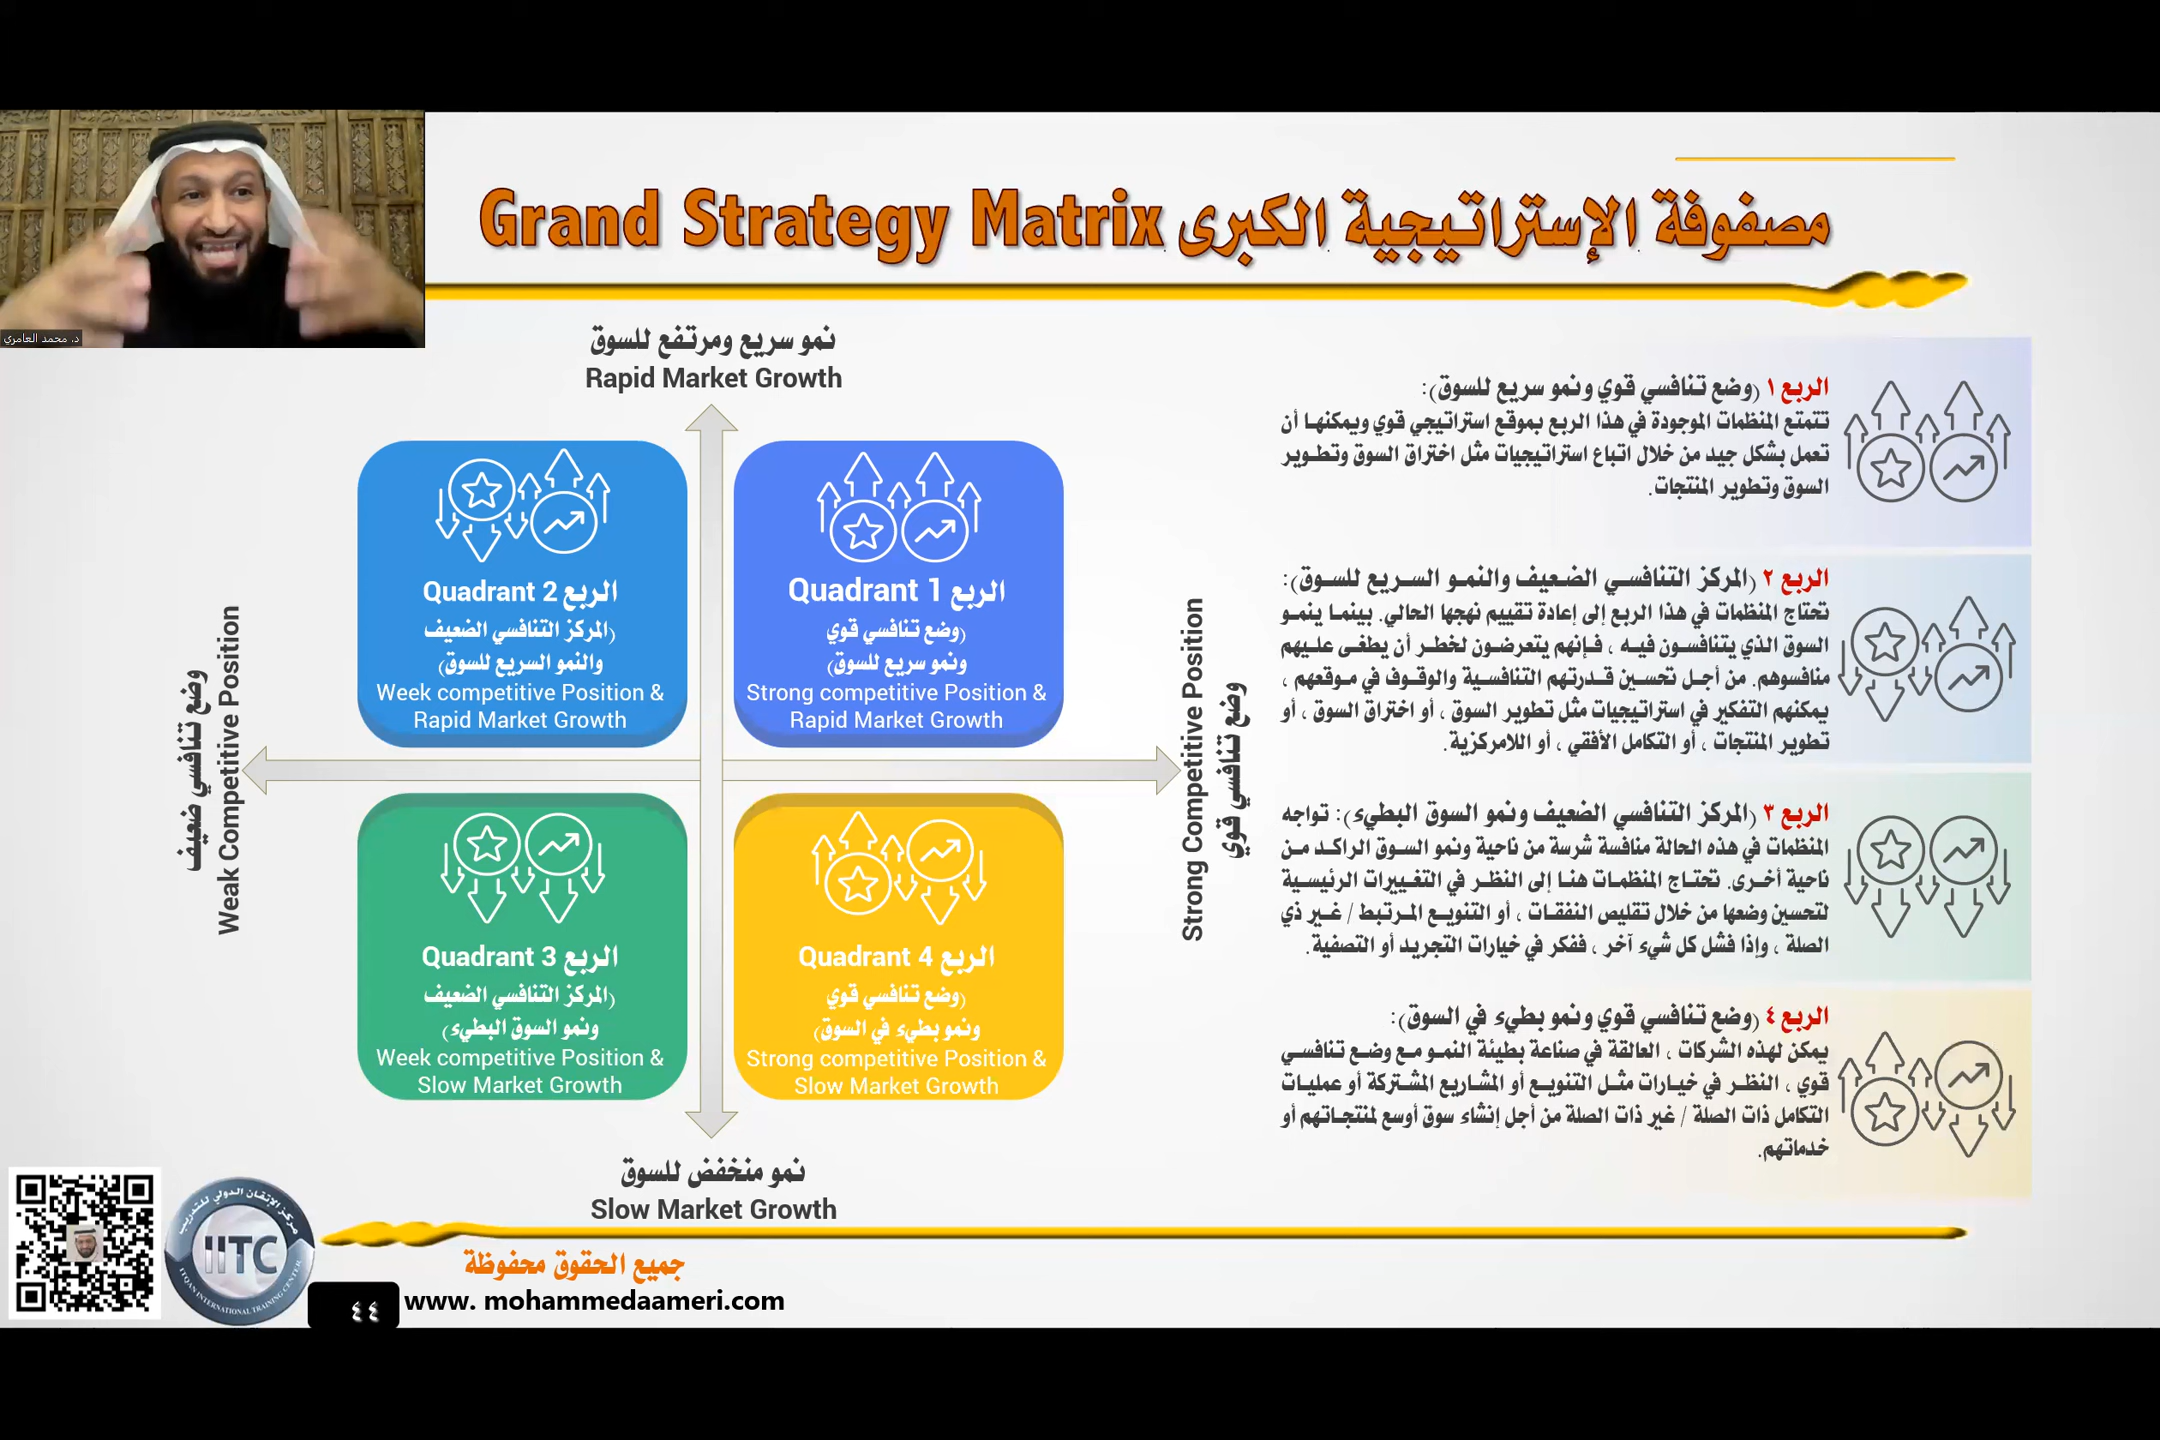 د. محمد العامري
مصفوفة الإستراتيجية الكبرى Grand Strategy Matrix
نمو سريع ومرتفع للسوق
Rapid Market Growth
الربع Quadrant 2
(المركز التنافسي الضعيف
والنمو السريع للسوق)
Week competitive Position &
Rapid Market Growth
الربع Quadrant 1
(وضع تنافسي قوي
ونمو سريع للسوق)
Strong competitive Position &
Rapid Market Growth
وضع تنافسي ضعيف
Weak Competitive Position
Strong Competitive Position
وضع تنافسي قوي
الربع Quadrant 3
(المركز التنافسي الضعيف
ونمو السوق البطيء)
Week competitive Position &
Slow Market Growth
الربع Quadrant 4
(وضع تنافسي قوي
ونمو بطيء في السوق)
Strong competitive Position &
Slow Market Growth
نمو منخفض للسوق
Slow Market Growth
الربع ١ (وضع تنافسي قوي ونمو سريع للسوق):
تتمتع المنظمات الموجودة في هذا الربع بموقع استراتيجي قوي ويمكنها أن
تعمل بشكل جيد من خلال اتباع استراتيجيات مثل اختراق السوق وتطوير
السوق وتطوير المنتجات.
الربع ٢ (المركز التنافسي الضعيف والنمو السريع للسوق):
تحتاج المنظمات في هذا الربع إلى إعادة تقييم نهجها الحالي. بينما ينمو
السوق الذي يتنافسون فيه ، فإنهم يتعرضون لخطر أن يطغى عليهم
منافسوهم. من أجل تحسين قدرتهم التنافسية والوقوف في موقعهم ،
يمكنهم التفكير في استراتيجيات مثل تطوير السوق ، أو اختراق السوق ، أو
تطوير المنتجات ، أو التكامل الأفقي ، أو اللامركزية.
الربع ٣ (المركز التنافسي الضعيف ونمو السوق البطيء): تواجه
المنظمات في هذه الحالة منافسة شرسة من ناحية ونمو السوق الراكد من
ناحية أخرى. تحتاج المنظمات هنا إلى النظر في التغييرات الرئيسية
لتحسين وضعها من خلال تقليص النفقات ، أو التنويع المرتبط / غير ذي
الصلة ، وإذا فشل كل شيء آخر ، ففكر في خيارات التجريد أو التصفية.
الربع ٤ (وضع تنافسي قوي ونمو بطيء في السوق):
يمكن لهذه الشركات ، العالقة في صناعة بطيئة النمو مع وضع تنافسي
قوي ، النظر في خيارات مثل التنويع أو المشاريع المشتركة أو عمليات
التكامل ذات الصلة / غير ذات الصلة من أجل إنشاء سوق أوسع لمنتجاتهم أو
خدماتهم.
مركز الإتقان الدولي للتدريب
IITC
ITQAN INTERNATIONAL TRAINING CENTER
جميع الحقوق محفوظة
٤٤
www. mohammedaameri.com